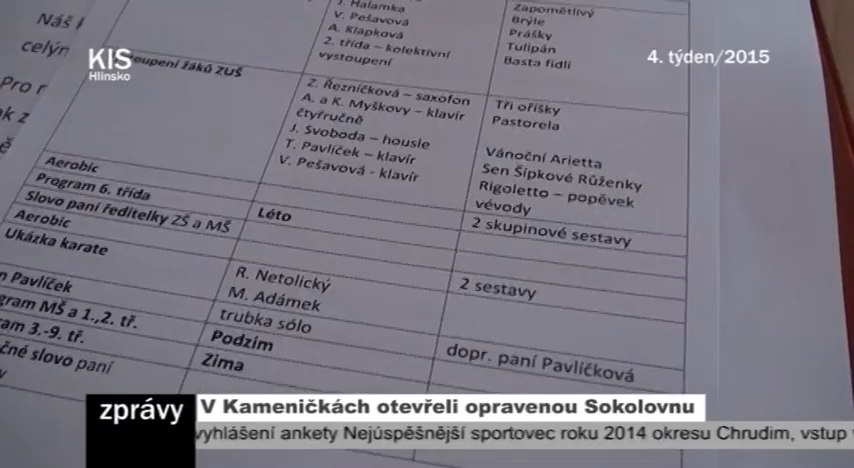 Náš
celým
KIS
Hlinsko
4. týden/2015
J. Halamka
V. Pešavová
A. Klapková
2. třída – kolektivní
vystoupení
Zapomětlivý
Brýle
Prášky
Tulipán
Basta fidli
oupení žáků ZUŠ
Z. Řezníčková – saxofon
A. a K. Myškovy – klavír
čtyřručně
J. Svoboda – housle
T. Pavlíček – klavír
V. Pešavová - klavír
Tři oříšky
Pastorela
Vánoční Arietta
Sen Šípkové Růženky
Rigoletto – popěvek
vévody
Pro
Aerobic
Program 6. třída
Léto
2 skupinové sestavy
Slovo paní ředitelky ZŠ a MŠ
Aerobic
2 sestavy
Ukázka karate
R. Netolický
M. Adámek
n Pavlíček
trubka sólo
dopr. paní Pavlíčková
gram MŠ a 1.,2. tř.
Podzim
am 3.-9. tř.
Zima
čné slovo paní
zprávy
V Kameničkách otevřeli opravenou Sokolovnu
vyhlášení ankety Nejúspěšnější sportovec roku 2014 okresu Chrudim, vstup